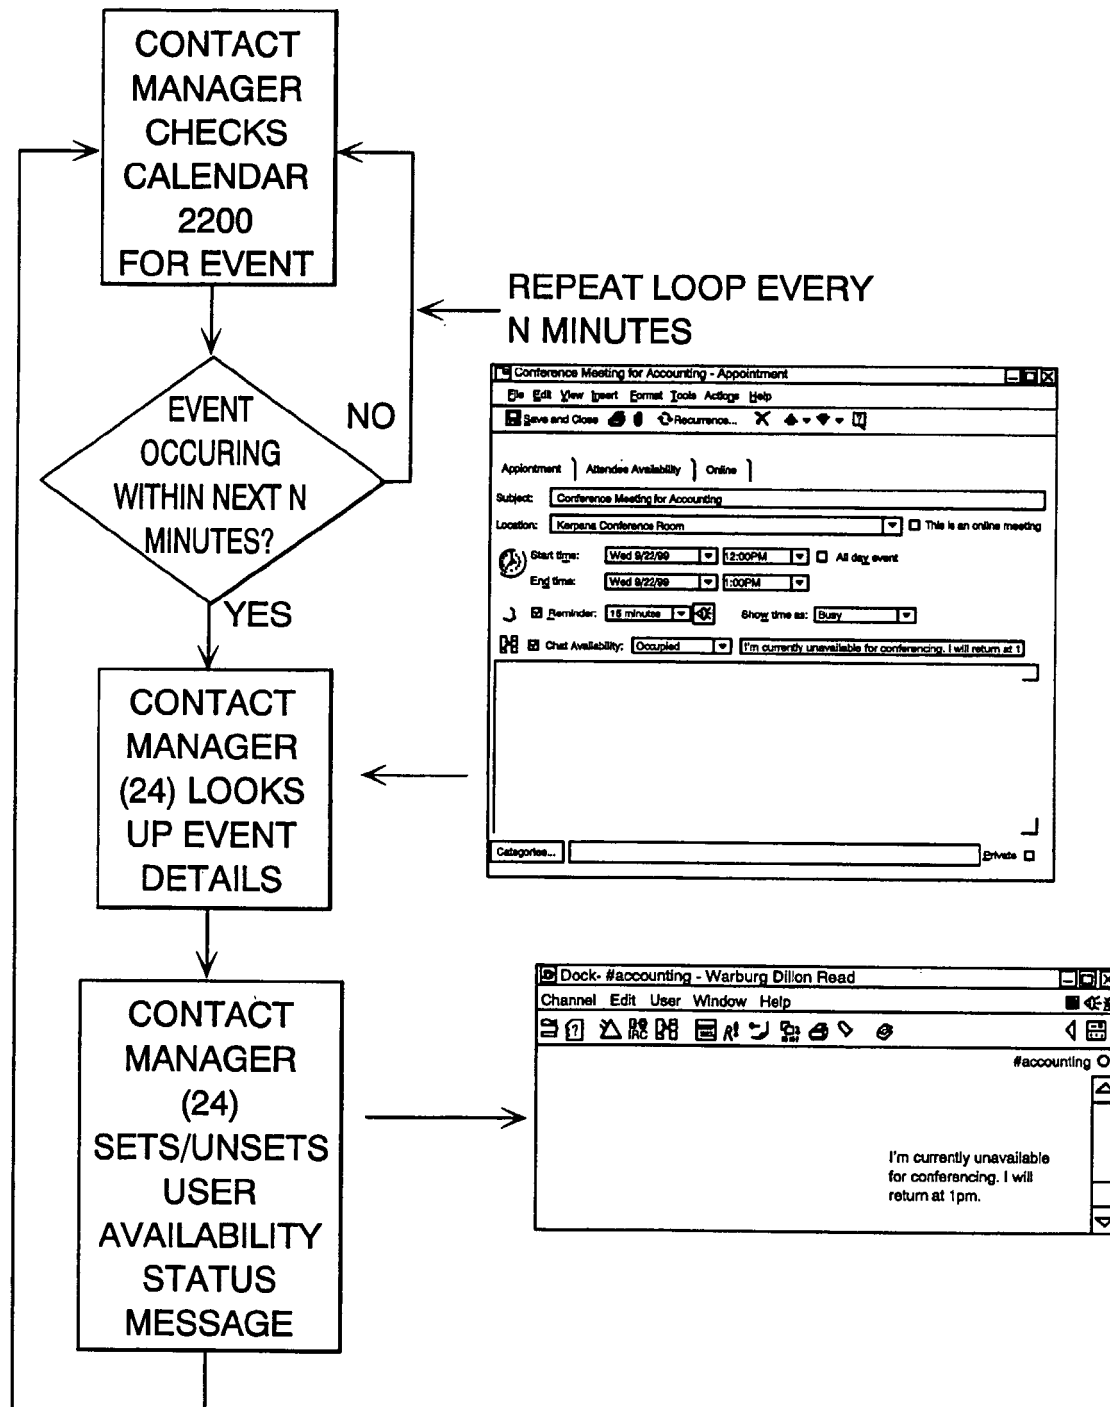 CONTACT
MANAGER
CHECKS
CALENDAR
2200
FOR EVENT
REPEAT LOOP EVERY
N MINUTES
EVENT
OCCURING
WITHIN NEXT N
MINUTES?
NO
YES
CONTACT
MANAGER
(24) LOOKS
UP EVENT
DETAILS
CONTACT
MANAGER
(24)
SETS/UNSETS
USER
AVAILABILITY
STATUS
MESSAGE
Conference Meeting for Accounting - Appointment
File Edit View Insert Format Tools Actions Help
Save and Close Recurrence...
Appointment Attendee Availability Online
Subject: Conference Meeting for Accounting
Location: Kerpans Conference Room This is an online meeting
Start time: Wed 9/22/99 12:00PM All day event
End time: Wed 9/22/99 1:00PM
Reminder: 15 minutes Show time as: Busy
Chat Availability: Occupied I'm currently unavailable for conferencing. I will return at 1
Categories... Private
Dock- #accounting - Warburg Dillon Read
Channel Edit User Window Help
IRC R!
#accounting
I'm currently unavailable
for conferencing. I will
return at 1pm.